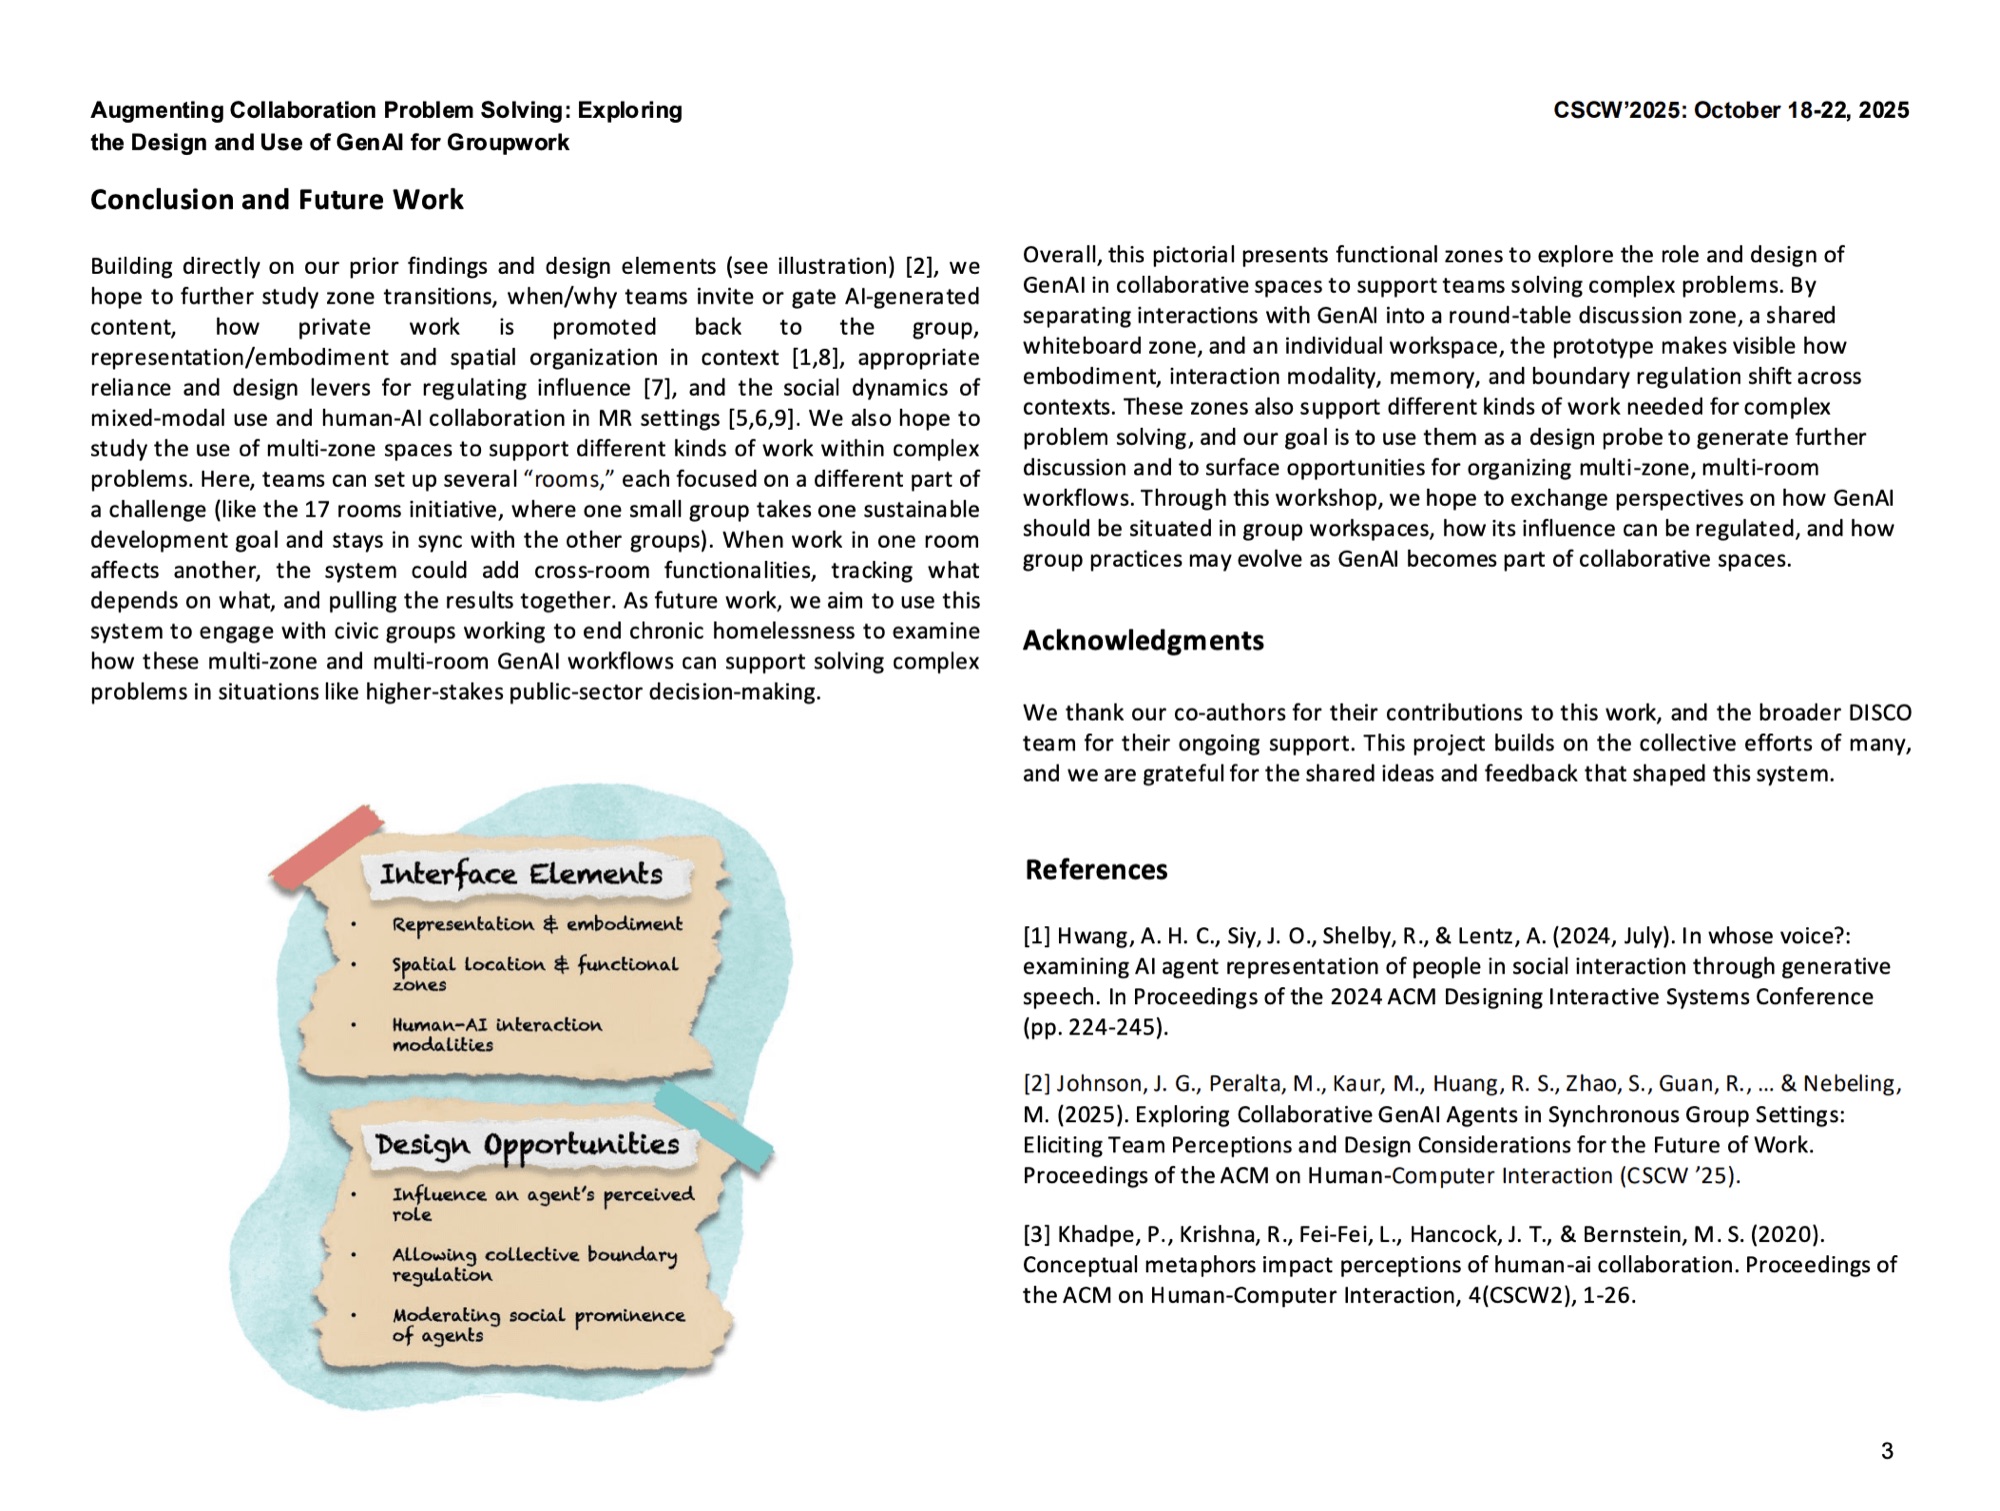 Augmenting Collaboration Problem Solving: Exploring
the Design and Use of GenAI for Groupwork
CSCW’2025: October 18-22, 2025
Conclusion and Future Work
Building directly on our prior findings and design elements (see illustration) [2], we
hope to further study zone transitions, when/why teams invite or gate AI-generated
content, how private work is promoted back to the group,
representation/embodiment and spatial organization in context [1,8], appropriate
reliance and design levers for regulating influence [7], and the social dynamics of
mixed-modal use and human-AI collaboration in MR settings [5,6,9]. We also hope to
study the use of multi-zone spaces to support different kinds of work within complex
problems. Here, teams can set up several “rooms,” each focused on a different part of
a challenge (like the 17 rooms initiative, where one small group takes one sustainable
development goal and stays in sync with the other groups). When work in one room
affects another, the system could add cross-room functionalities, tracking what
depends on what, and pulling the results together. As future work, we aim to use this
system to engage with civic groups working to end chronic homelessness to examine
how these multi-zone and multi-room GenAI workflows can support solving complex
problems in situations like higher-stakes public-sector decision-making.
Interface Elements
• Representation & embodiment
• Spatial location & functional
zones
• Human-AI interaction
modalities
Design Opportunities
• Influence an agent’s perceived
role
• Allowing collective boundary
regulation
• Moderating social prominence
of agents
Overall, this pictorial presents functional zones to explore the role and design of
GenAI in collaborative spaces to support teams solving complex problems. By
separating interactions with GenAI into a round-table discussion zone, a shared
whiteboard zone, and an individual workspace, the prototype makes visible how
embodiment, interaction modality, memory, and boundary regulation shift across
contexts. These zones also support different kinds of work needed for complex
problem solving, and our goal is to use them as a design probe to generate further
discussion and to surface opportunities for organizing multi-zone, multi-room
workflows. Through this workshop, we hope to exchange perspectives on how GenAI
should be situated in group workspaces, how its influence can be regulated, and how
group practices may evolve as GenAI becomes part of collaborative spaces.
Acknowledgments
We thank our co-authors for their contributions to this work, and the broader DISCO
team for their ongoing support. This project builds on the collective efforts of many,
and we are grateful for the shared ideas and feedback that shaped this system.
References
[1] Hwang, A. H. C., Siy, J. O., Shelby, R., & Lentz, A. (2024, July). In whose voice?:
examining AI agent representation of people in social interaction through generative
speech. In Proceedings of the 2024 ACM Designing Interactive Systems Conference
(pp. 224-245).
[2] Johnson, J. G., Peralta, M., Kaur, M., Huang, R. S., Zhao, S., Guan, R., ... & Nebeling,
M. (2025). Exploring Collaborative GenAI Agents in Synchronous Group Settings:
Eliciting Team Perceptions and Design Considerations for the Future of Work.
Proceedings of the ACM on Human-Computer Interaction (CSCW ’25).
[3] Khadpe, P., Krishna, R., Fei-Fei, L., Hancock, J. T., & Bernstein, M. S. (2020).
Conceptual metaphors impact perceptions of human-ai collaboration. Proceedings of
the ACM on Human-Computer Interaction, 4(CSCW2), 1-26.
3